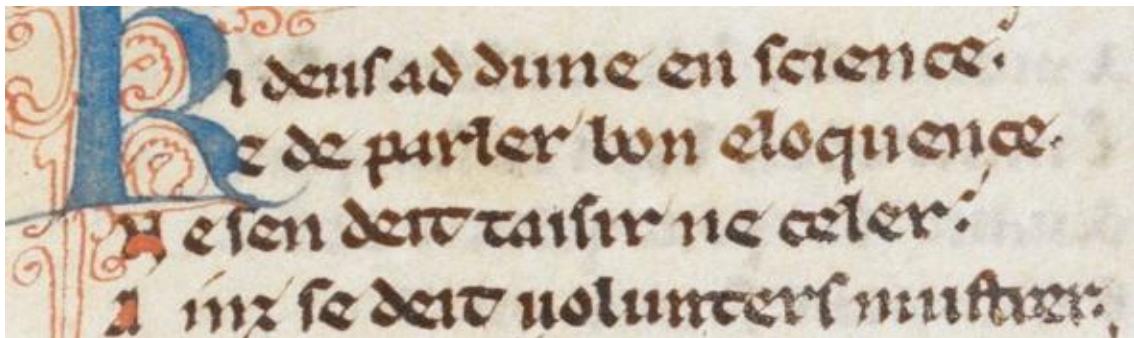 Ki deus ad dune en science.
E de parler bon eloquence.
Ne sen deit taisir ne celer.
Ainz se deit uolunters mustrer.